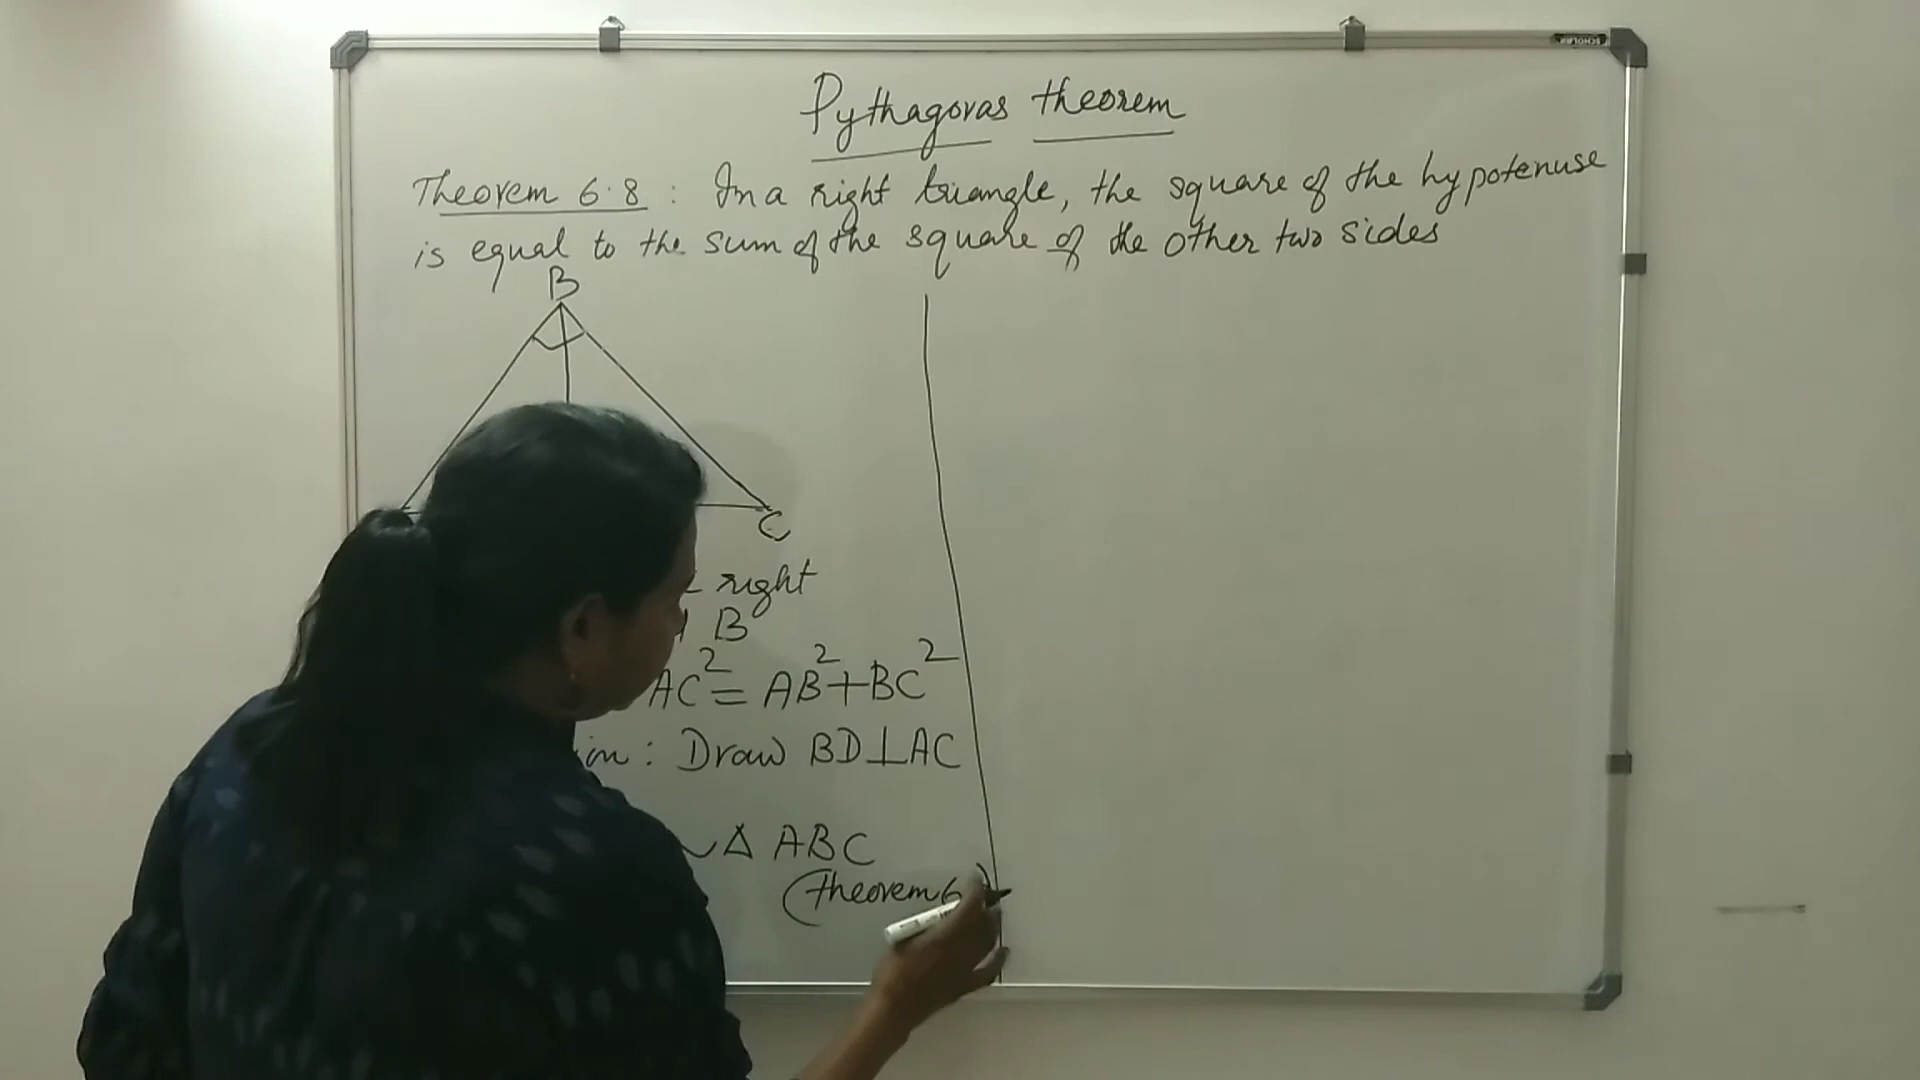 Pythagoras theorem
Theorem 6.8 : In a right triangle, the square of the hypotenuse
is equal to the sum of the square of the other two sides
B
C
right
B
AC² = AB² + BC²
: Draw BD⊥AC
~ Δ ABC
(theorem 6